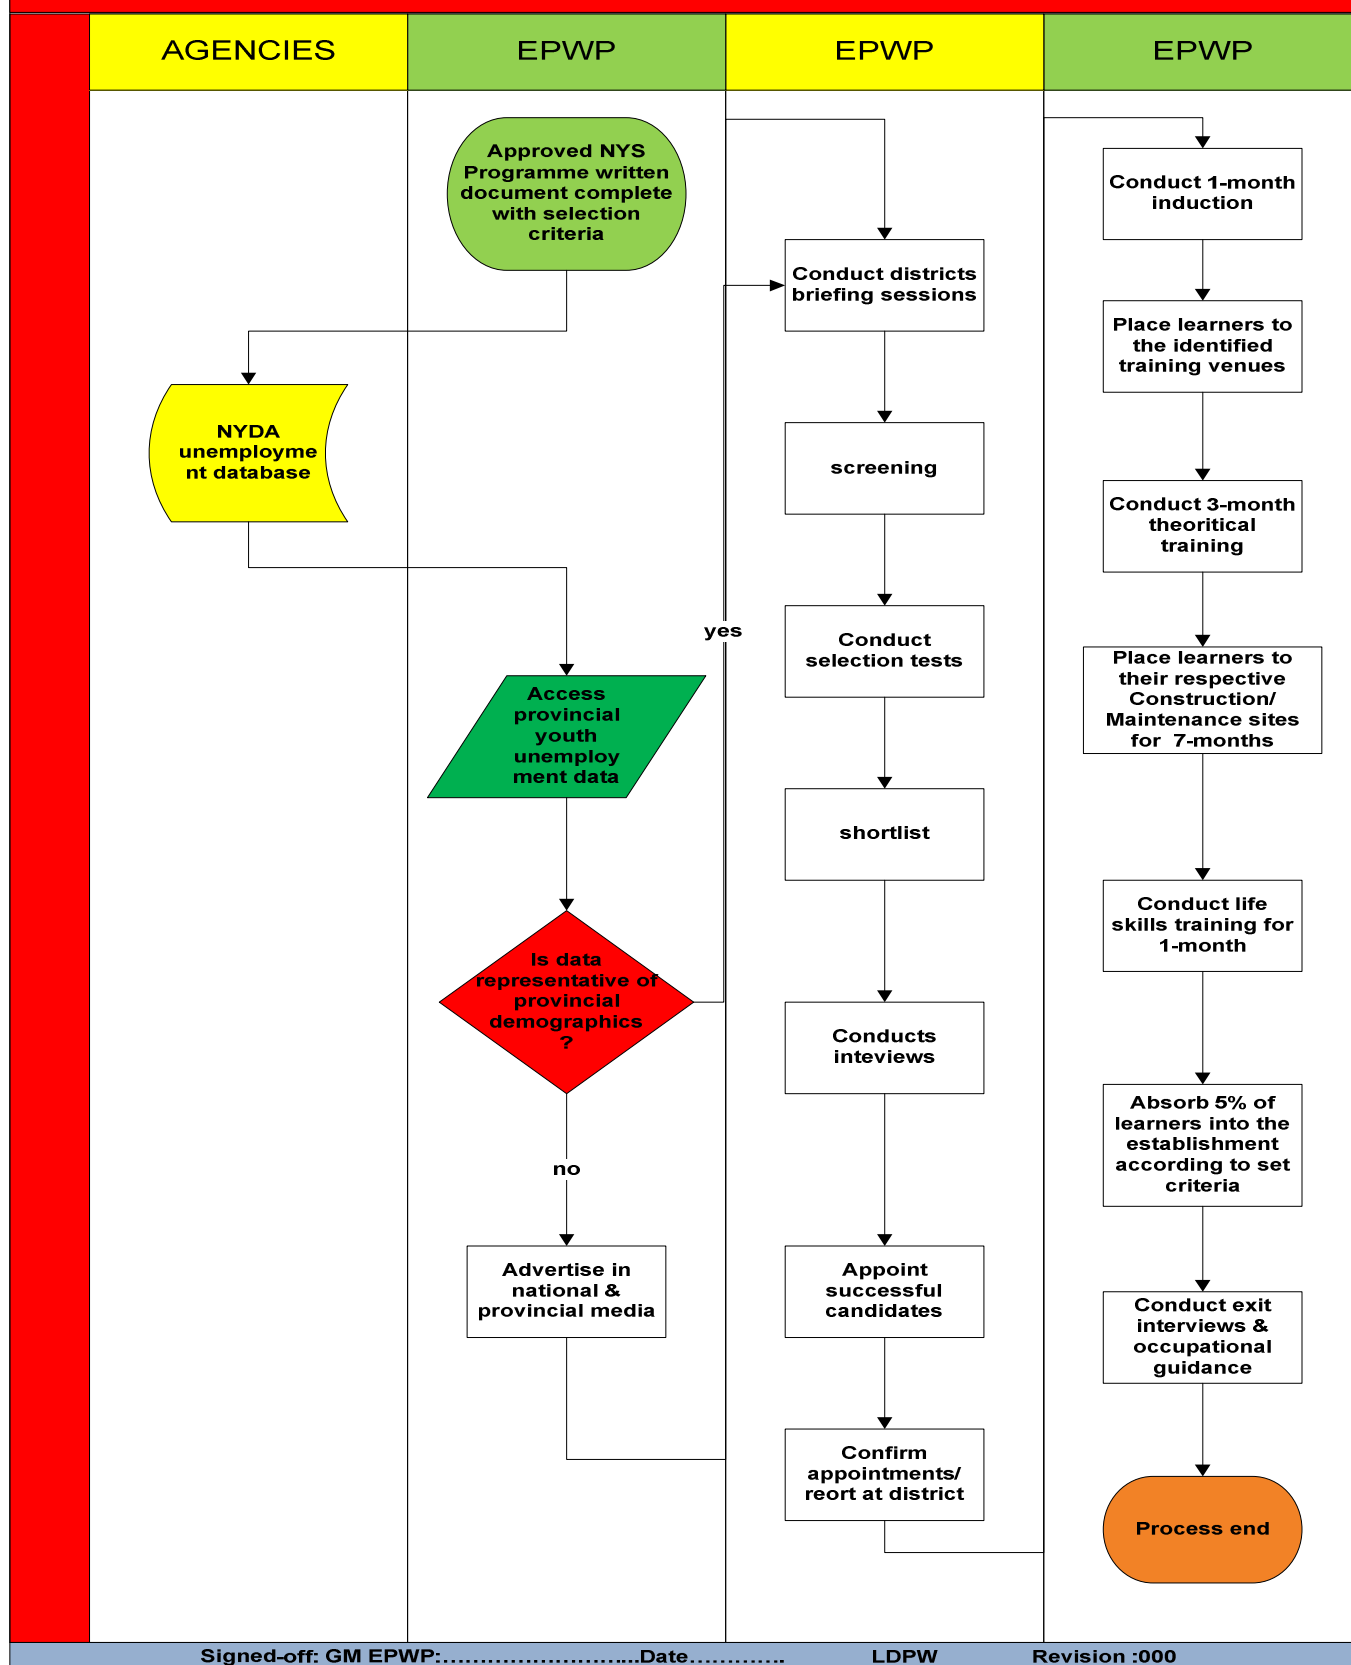 AGENCIES
EPWP
EPWP
EPWP
Approved NYS
Programme written
document complete
with selection
criteria
NYDA
unemployme
nt database
Access
provincial
youth
unemploy
ment data
Is data
representative of
provincial
demographics
?
yes
no
Advertise in
national &
provincial media
Conduct districts
briefing sessions
screening
Conduct
selection tests
shortlist
Conducts
inteviews
Appoint
successful
candidates
Confirm
appointments/
reort at district
Conduct 1-month
induction
Place learners to
the identified
training venues
Conduct 3-month
theoritical
training
Place learners to
their respective
Construction/
Maintenance sites
for 7-months
Conduct life
skills training for
1-month
Absorb 5% of
learners into the
establishment
according to set
criteria
Conduct exit
interviews &
occupational
guidance
Process end
Signed-off: GM EPWP:………………………Date………… LDPW Revision :000